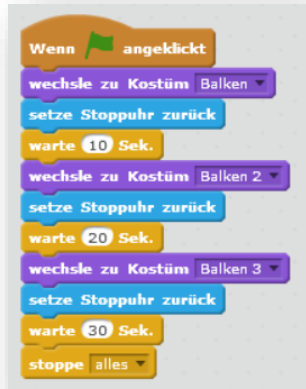 Wenn angeklickt
wechsle zu Kostüm Balken
setze Stoppuhr zurück
warte 10 Sek.
wechsle zu Kostüm Balken 2
setze Stoppuhr zurück
warte 20 Sek.
wechsle zu Kostüm Balken 3
setze Stoppuhr zurück
warte 30 Sek.
stoppe alles